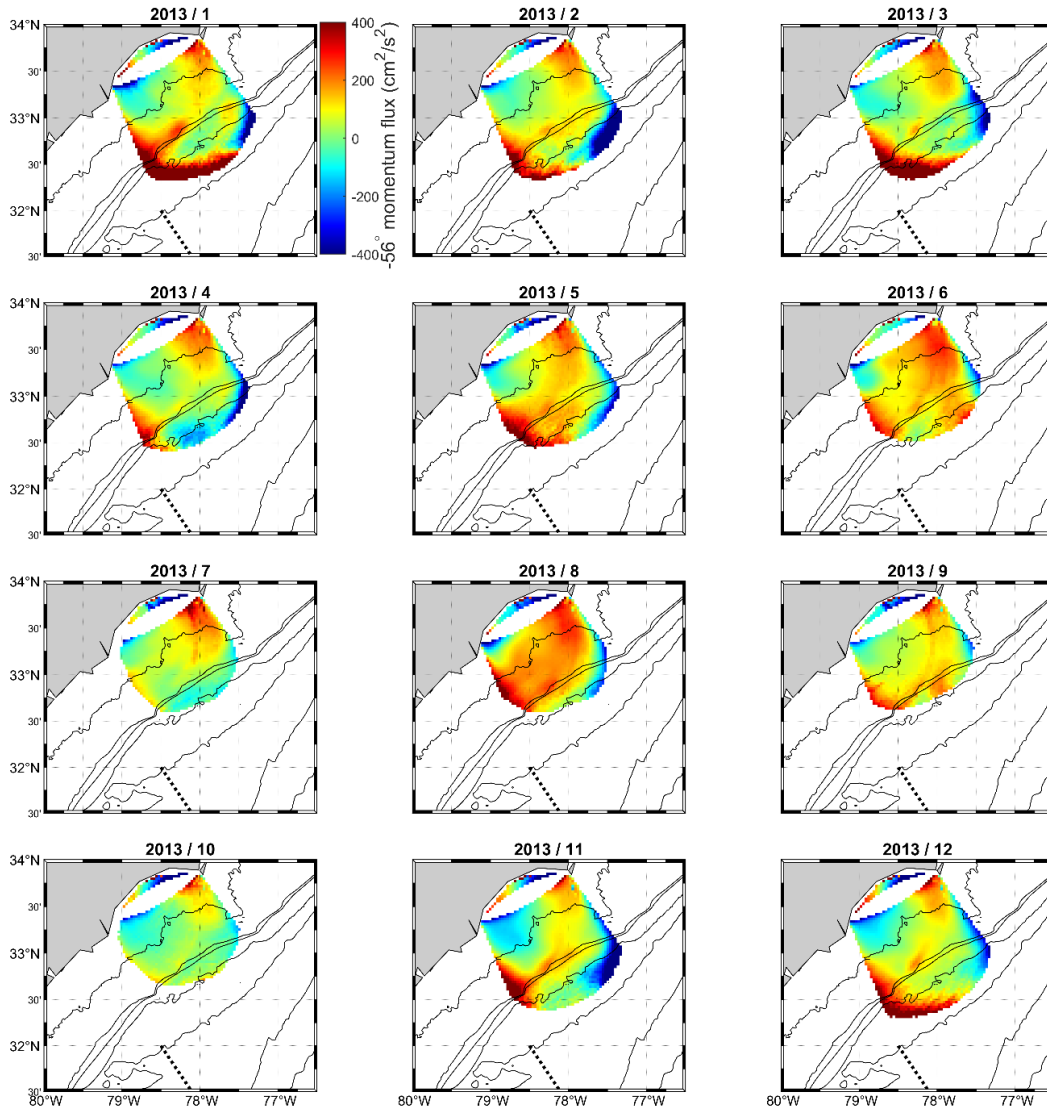 2013 / 1
2013 / 2
2013 / 3
34°N
30'
33°N
30'
32°N
30'
400
200
0
-200
-400
-56° momentum flux (cm²/s²)
2013 / 4
2013 / 5
2013 / 6
34°N
30'
33°N
30'
32°N
30'
2013 / 7
2013 / 8
2013 / 9
34°N
30'
33°N
30'
32°N
30'
2013 / 10
2013 / 11
2013 / 12
34°N
30'
33°N
30'
32°N
30'
80°W 79°W 78°W 77°W 80°W 79°W 78°W 77°W 80°W 79°W 78°W 77°W